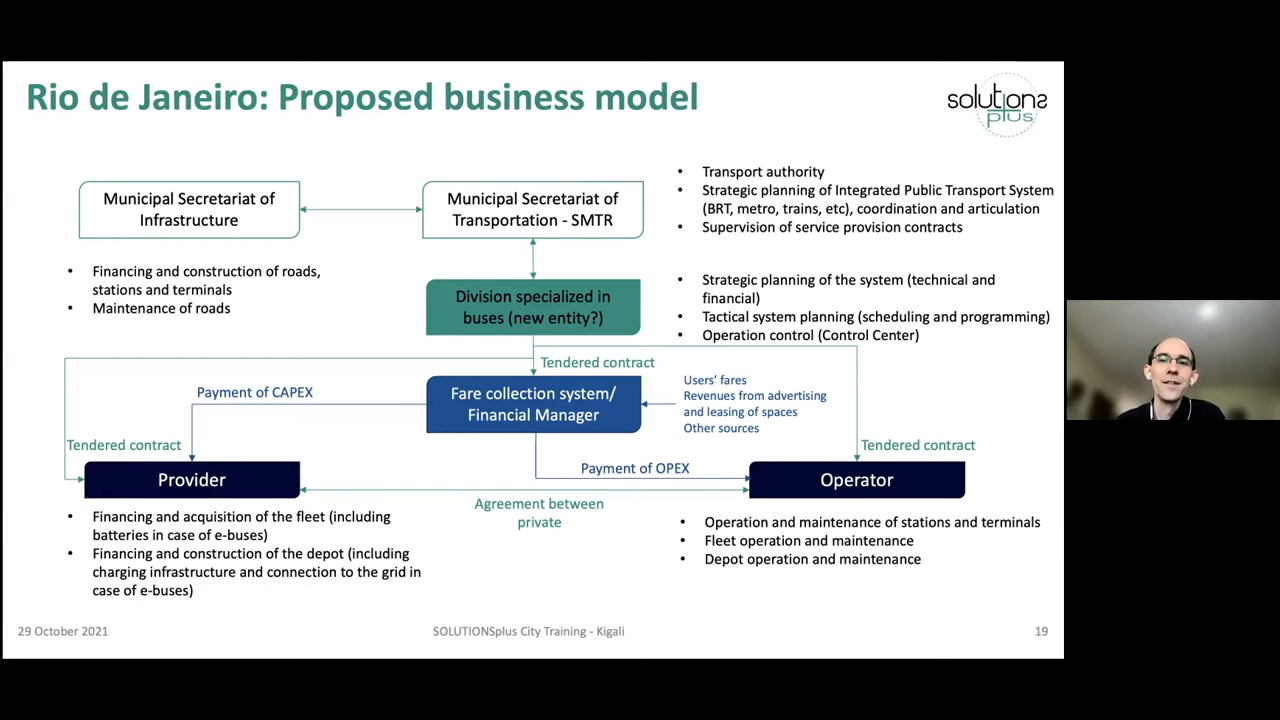 Rio de Janeiro: Proposed business model
solutions
plus
Municipal Secretariat of
Infrastructure
Municipal Secretariat of
Transportation - SMTR
• Transport authority
• Strategic planning of Integrated Public Transport System
(BRT, metro, trains, etc), coordination and articulation
• Supervision of service provision contracts
• Financing and construction of roads,
stations and terminals
• Maintenance of roads
Division specialized in
buses (new entity?)
• Strategic planning of the system (technical and
financial)
• Tactical system planning (scheduling and programming)
• Operation control (Control Center)
Tendered contract
Payment of CAPEX
Fare collection system/
Financial Manager
Users’ fares
Revenues from advertising
and leasing of spaces
Other sources
Tendered contract
Tendered contract
Payment of OPEX
Provider
Operator
Agreement between
private
• Financing and acquisition of the fleet (including
batteries in case of e-buses)
• Financing and construction of the depot (including
charging infrastructure and connection to the grid in
case of e-buses)
• Operation and maintenance of stations and terminals
• Fleet operation and maintenance
• Depot operation and maintenance
29 October 2021
SOLUTIONSplus City Training - Kigali
19